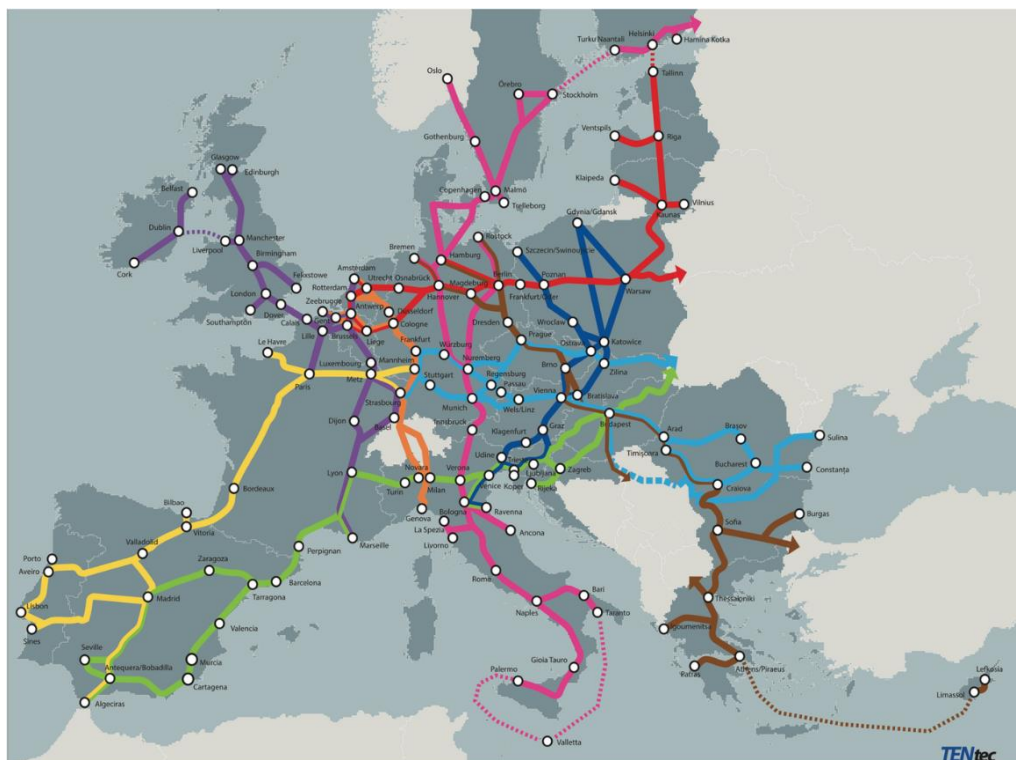 Turku Naantali
Helsinki
Hamina Kotka
Oslo
Örebro
Stockholm
Tallinn
Gothenburg
Ventspils
Riga
Glasgow
Edinburgh
Klaipeda
Belfast
Copenhagen
Malmö
Trelleborg
Kaunas
Vilnius
Gdynia/Gdansk
Dublin
Liverpool
Manchester
Rostock
Szczecin/Swinoujscie
Cork
Birmingham
Bremen
Hamburg
Felixstowe
Amsterdam
Utrecht
Osnabrück
Magdeburg
Berlin
Poznan
Warsaw
London
Rotterdam
Hannover
Frankfurt/Oder
Zeebrugge
Antwerp
Düsseldorf
Southampton
Dover
Calais
Gent
Cologne
Dresden
Wroclaw
Lille
Brussels
Liege
Prague
Ostrava
Katowice
Le Havre
Frankfurt
Würzburg
Luxembourg
Mannheim
Nuremberg
Brno
Zilina
Paris
Metz
Stuttgart
Regensburg
Passau
Vienna
Strasbourg
Munich
Wels/Linz
Bratislava
Dijon
Basel
Innsbruck
Klagenfurt
Graz
Budapest
Arad
Brașov
Sulina
Udine
Timișoara
Lyon
Novara
Verona
Trieste
Ljubljana
Zagreb
Bucharest
Constanța
Turin
Milan
Venice
Koper
Rijeka
Craiova
Bordeaux
Genova
Bologna
Ravenna
Bilbao
La Spezia
Sofia
Burgas
Vitoria
Marseille
Livorno
Ancona
Valladolid
Perpignan
Porto
Zaragoza
Aveiro
Rome
Barcelona
Madrid
Tarragona
Bari
Thessaloniki
Lisbon
Naples
Taranto
Sines
Valencia
Igoumenitsa
Seville
Murcia
Gioia Tauro
Athens/Piraeus
Antequera/Bobadilla
Palermo
Patras
Lefkasia
Cartagena
Limassol
Algeciras
Valletta
TENtec